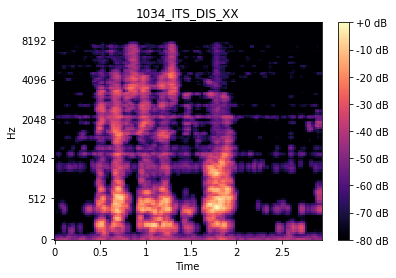 1034_ITS_DIS_XX
+0 dB
8192
-10 dB
4096
-20 dB
-30 dB
2048
Hz
-40 dB
1024
-50 dB
512
-60 dB
-70 dB
0
-80 dB
0 0.5 1 1.5 2 2.5
Time